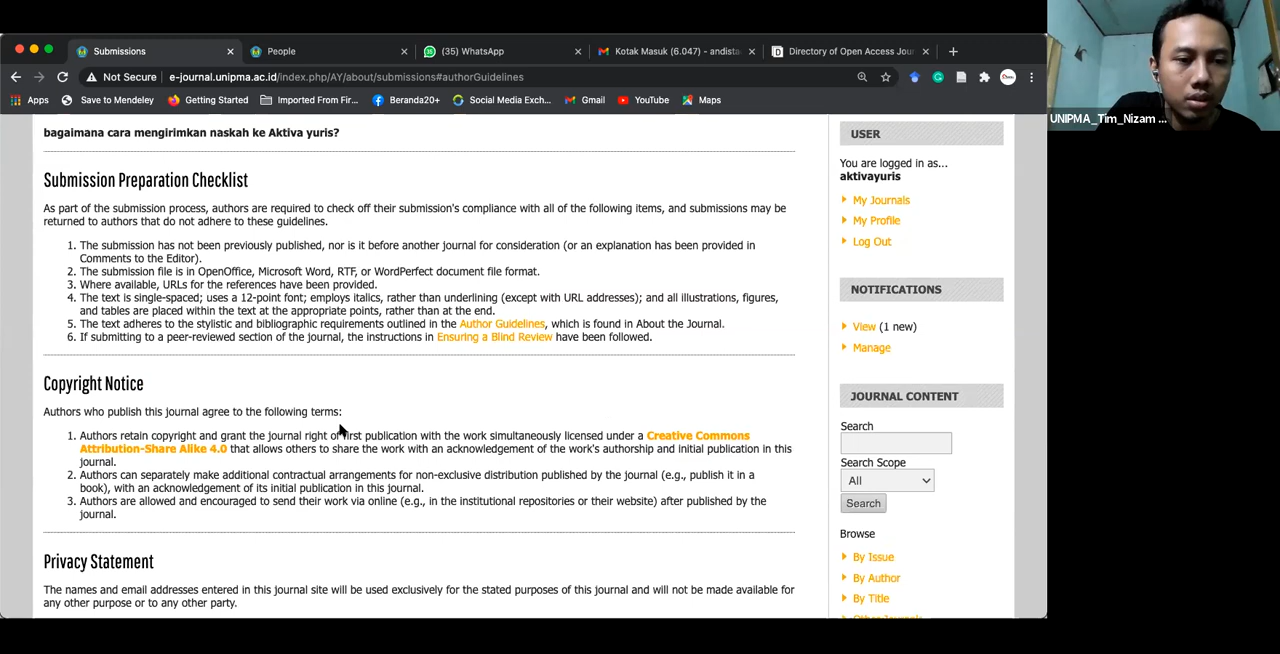 Submissions
People
(35) WhatsApp
Kotak Masuk (6.047) - andista
Directory of Open Access Jour
Not Secure
e-journal.unipma.ac.id/index.php/AY/about/submissions#authorGuidelines
Apps
Save to Mendeley
Getting Started
Imported From Fir...
Beranda20+
Social Media Exch...
Gmail
YouTube
Maps
UNIPMA_Tim_Nizam ...
bagaimana cara mengirimkan naskah ke Aktiva yuris?
Submission Preparation Checklist
As part of the submission process, authors are required to check off their submission's compliance with all of the following items, and submissions may be
returned to authors that do not adhere to these guidelines.
1. The submission has not been previously published, nor is it before another journal for consideration (or an explanation has been provided in
Comments to the Editor).
2. The submission file is in OpenOffice, Microsoft Word, RTF, or WordPerfect document file format.
3. Where available, URLs for the references have been provided.
4. The text is single-spaced; uses a 12-point font; employs italics, rather than underlining (except with URL addresses); and all illustrations, figures,
and tables are placed within the text at the appropriate points, rather than at the end.
5. The text adheres to the stylistic and bibliographic requirements outlined in the Author Guidelines, which is found in About the Journal.
6. If submitting to a peer-reviewed section of the journal, the instructions in Ensuring a Blind Review have been followed.
Copyright Notice
Authors who publish this journal agree to the following terms:
1. Authors retain copyright and grant the journal right of first publication with the work simultaneously licensed under a Creative Commons
Attribution-Share Alike 4.0 that allows others to share the work with an acknowledgement of the work's authorship and initial publication in this
journal.
2. Authors can separately make additional contractual arrangements for non-exclusive distribution published by the journal (e.g., publish it in a
book), with an acknowledgement of its initial publication in this journal.
3. Authors are allowed and encouraged to send their work via online (e.g., in the institutional repositories or their website) after published by the
journal.
Privacy Statement
The names and email addresses entered in this journal site will be used exclusively for the stated purposes of this journal and will not be made available for
any other purpose or to any other party.
USER
You are logged in as...
aktivayuris
My Journals
My Profile
Log Out
NOTIFICATIONS
View (1 new)
Manage
JOURNAL CONTENT
Search
Search Scope
All
Search
Browse
By Issue
By Author
By Title